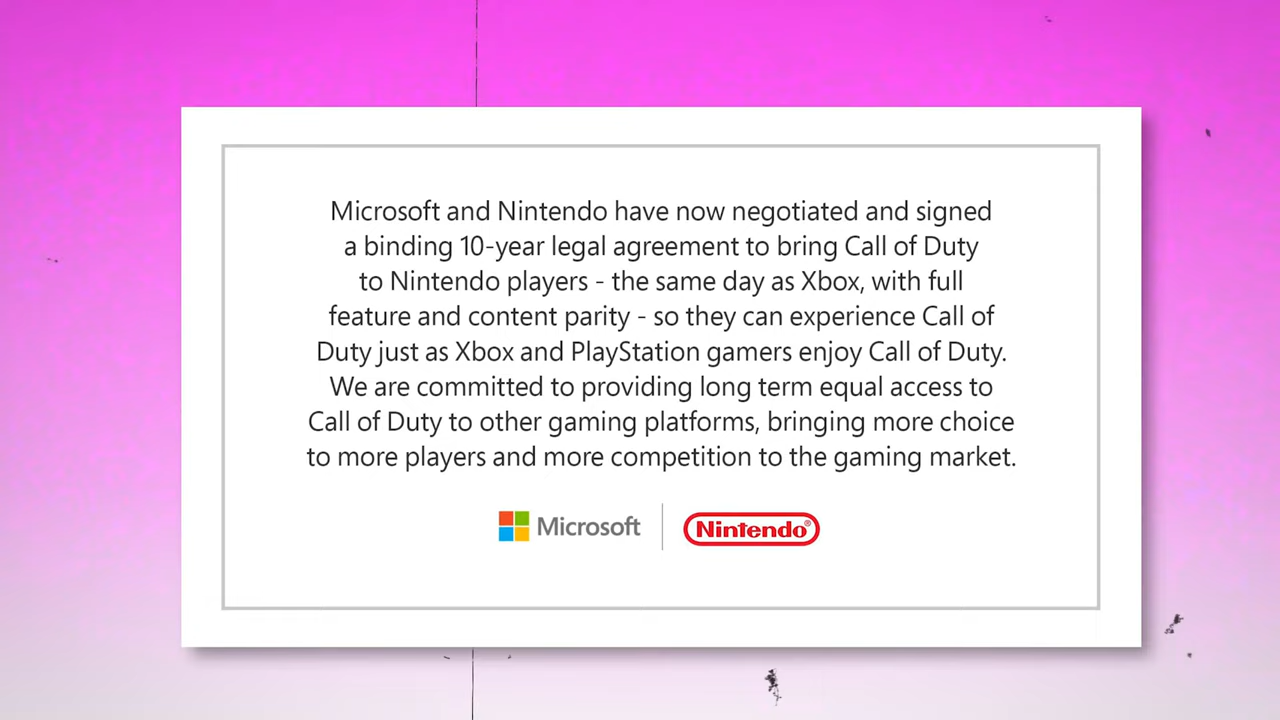 Microsoft and Nintendo have now negotiated and signed
a binding 10-year legal agreement to bring Call of Duty
to Nintendo players - the same day as Xbox, with full
feature and content parity - so they can experience Call of
Duty just as Xbox and PlayStation gamers enjoy Call of Duty.
We are committed to providing long term equal access to
Call of Duty to other gaming platforms, bringing more choice
to more players and more competition to the gaming market.
Microsoft | Nintendo®